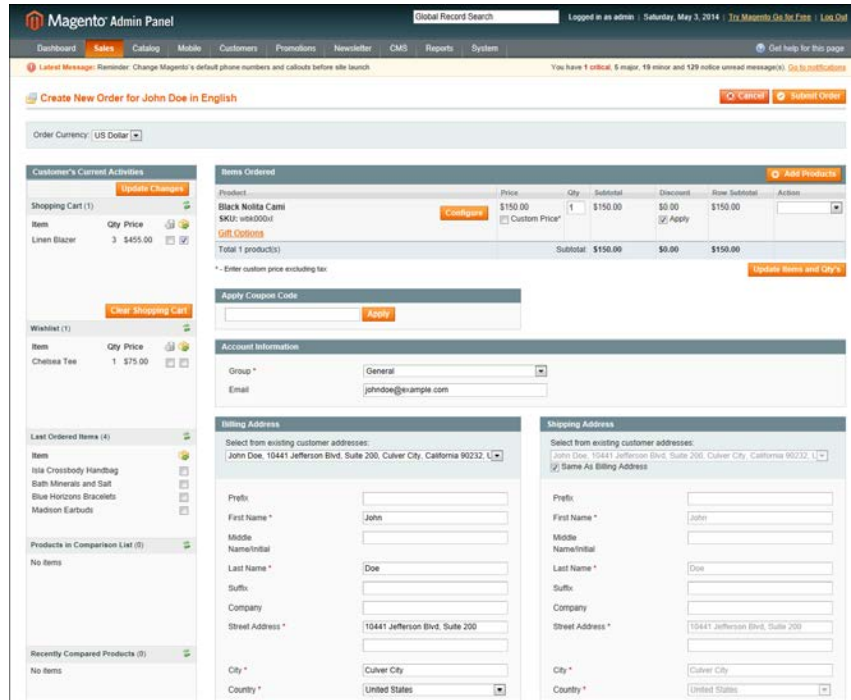 Magento Admin Panel
Global Record Search
Logged in as admin | Saturday, May 3, 2014 | Try Magento Go for Free | Log Out
Dashboard Sales Catalog Mobile Customers Promotions Newsletter CMS Reports System
Get help for this page
Latest Message: Reminder: Change Magento's default phone numbers and callouts before site launch
You have 1 critical, 5 major, 19 minor and 129 notice unread message(s). Go to notifications
Create New Order for John Doe in English
Cancel Submit Order
Order Currency: US Dollar
Customer's Current Activities
Update Changes
Shopping Cart (1)
Item Qty Price
Linen Blazer 3 $455.00
Clear Shopping Cart
Wishlist (1)
Item Qty Price
Chelsea Tee 1 $75.00
Last Ordered Items (4)
Item
Isla Crossbody Handbag
Bath Minerals and Salt
Blue Horizons Bracelets
Madison Earbuds
Products in Comparison List (0)
No items
Recently Compared Products (0)
No items
Items Ordered
Add Products
Product Price Qty Subtotal Discount Row Subtotal Action
Black Nolita Cami Configure $150.00 1 $150.00 $0.00 $150.00
SKU: wbk000xl Custom Price* Apply
Gift Options
Total 1 product(s) Subtotal: $150.00 $0.00 $150.00
* - Enter custom price excluding tax
Update Items and Qty's
Apply Coupon Code
Apply
Account Information
Group * General
Email johndoe@example.com
Billing Address
Select from existing customer addresses:
John Doe, 10441 Jefferson Blvd, Suite 200, Culver City, California 90232, U
Prefix
First Name * John
Middle
Name/Initial
Last Name * Doe
Suffix
Company
Street Address * 10441 Jefferson Blvd, Suite 200
City * Culver City
Country * United States
Shipping Address
Select from existing customer addresses:
John Doe, 10441 Jefferson Blvd, Suite 200, Culver City, California 90232, U
Same As Billing Address
Prefix
First Name * John
Middle
Name/Initial
Last Name * Doe
Suffix
Company
Street Address * 10441 Jefferson Blvd, Suite 200
City * Culver City
Country * United States